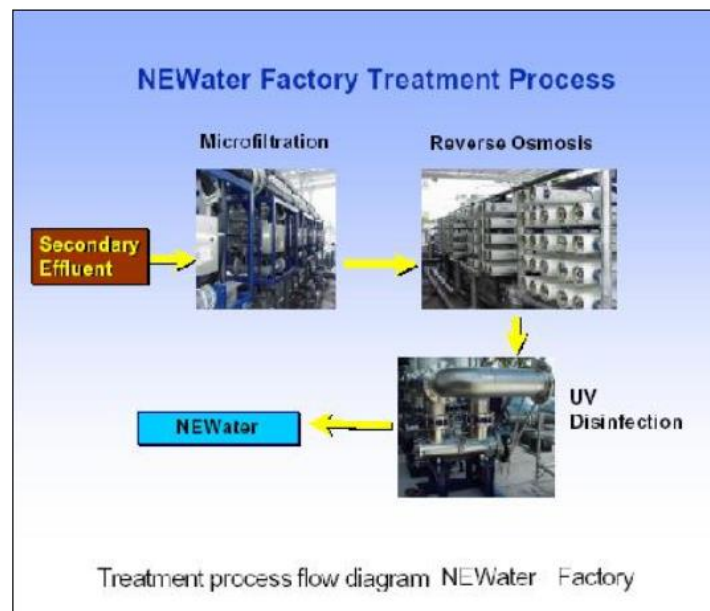 NEWater Factory Treatment Process
Microfiltration
Reverse Osmosis
Secondary
Effluent
UV
Disinfection
NEWater
Treatment process flow diagram NEWater Factory